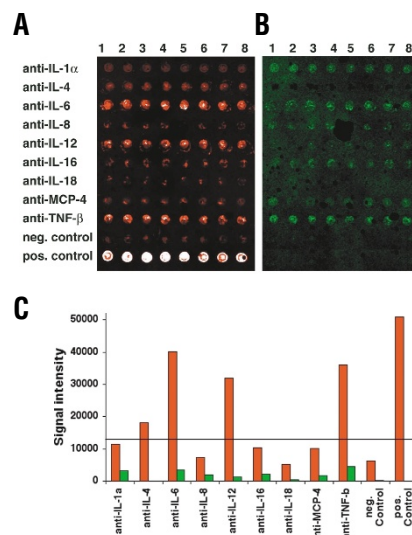 A
B
1 2 3 4 5 6 7 8
1 2 3 4 5 6 7 8
anti-IL-1α
anti-IL-4
anti-IL-6
anti-IL-8
anti-IL-12
anti-IL-16
anti-IL-18
anti-MCP-4
anti-TNF-β
neg. control
pos. control
C
Signal intensity
50000
40000
30000
20000
10000
0
anti-IL-1a
anti-IL-4
anti-IL-6
anti-IL-8
anti-IL-12
anti-IL-16
anti-IL-18
anti-MCP-4
anti-TNF-b
neg.
Control
pos.
Control